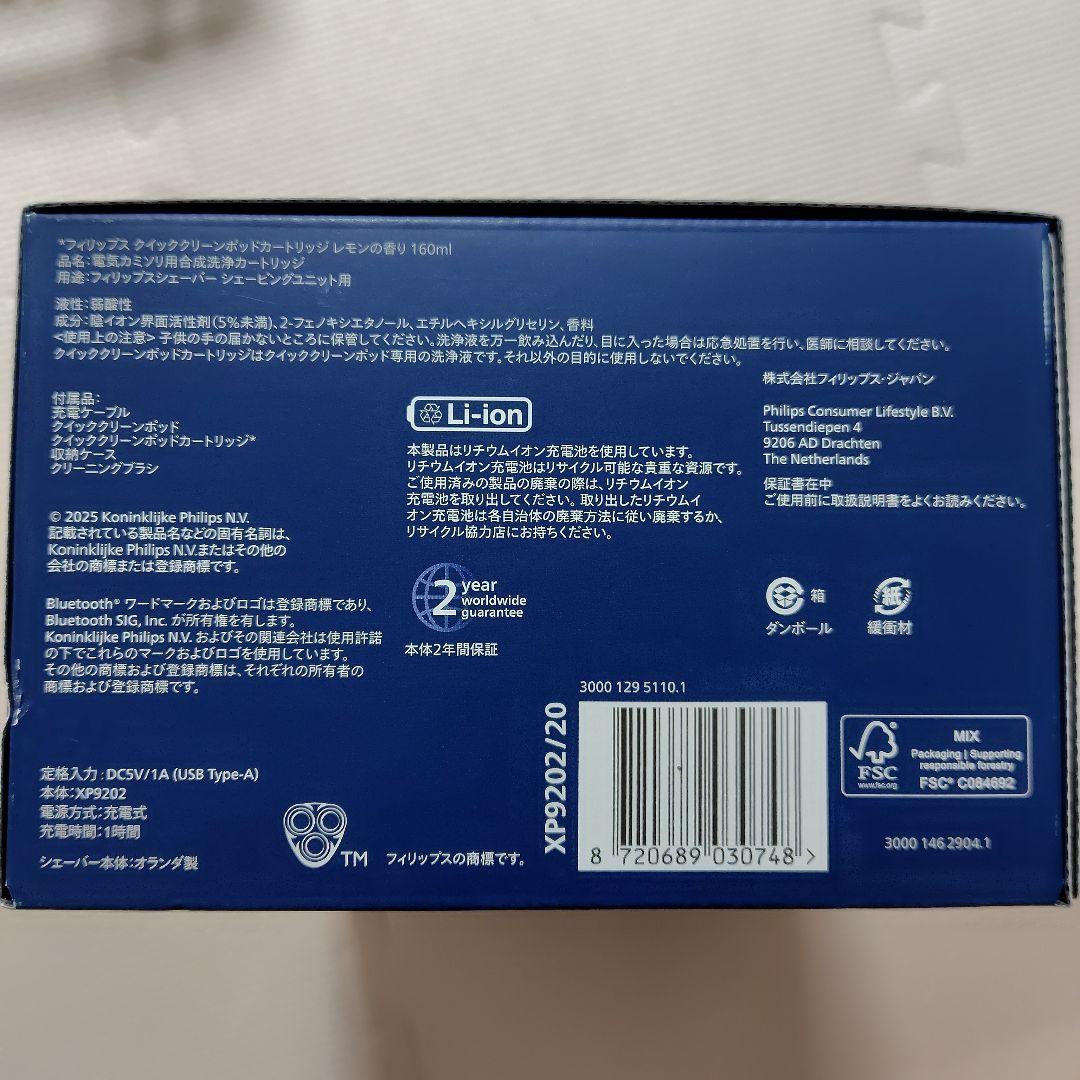 *フィリップス クイッククリーンポッドカートリッジ レモンの香り 160ml
品名:電気カミソリ用合成洗浄カートリッジ
用途:フィリップスシェーバー シェービングユニット用
液性:弱酸性
成分:陰イオン界面活性剤(5%未満)、2-フェノキシエタノール、エチルヘキシルグリセリン、香料
<使用上の注意> 子供の手の届かないところに保管してください。洗浄液を万一飲み込んだり、目に入った場合は応急処置を行い、医師に相談してください。
クイッククリーンポッドカートリッジはクイッククリーンポッド専用の洗浄液です。それ以外の目的に使用しないでください。
付属品:
充電ケーブル
クイッククリーンポッド
クイッククリーンポッドカートリッジ*
収納ケース
クリーニングブラシ
© 2025 Koninklijke Philips N.V.
記載されている製品名などの固有名詞は、
Koninklijke Philips N.V.またはその他の
会社の商標または登録商標です。
Bluetooth® ワードマークおよびロゴは登録商標であり、
Bluetooth SIG, Inc. が所有権を有します。
Koninklijke Philips N.V. およびその関連会社は使用許諾
の下でこれらのマークおよびロゴを使用しています。
その他の商標および登録商標は、それぞれの所有者の
商標および登録商標です。
定格入力:DC5V/1A (USB Type-A)
本体:XP9202
電源方式:充電式
充電時間:1時間
シェーバー本体:オランダ製
Li-ion
本製品はリチウムイオン充電池を使用しています。
リチウムイオン充電池はリサイクル可能な貴重な資源です。
ご使用済みの製品の廃棄の際は、リチウムイオン
充電池を取り出してください。取り出したリチウムイ
オン充電池は各自治体の廃棄方法に従い廃棄するか、
リサイクル協力店にお持ちください。
2 year
worldwide
guarantee
本体2年間保証
TM フィリップスの商標です。
株式会社フィリップス・ジャパン
Philips Consumer Lifestyle B.V.
Tussendiepen 4
9206 AD Drachten
The Netherlands
保証書在中
ご使用前に取扱説明書をよくお読みください。
箱
ダンボール
紙
緩衝材
3000 129 5110.1
XP9202/20
8 720689 030748 >
FSC
www.fsc.org
MIX
Packaging | Supporting
responsible forestry
FSC® C084692
3000 146 2904.1